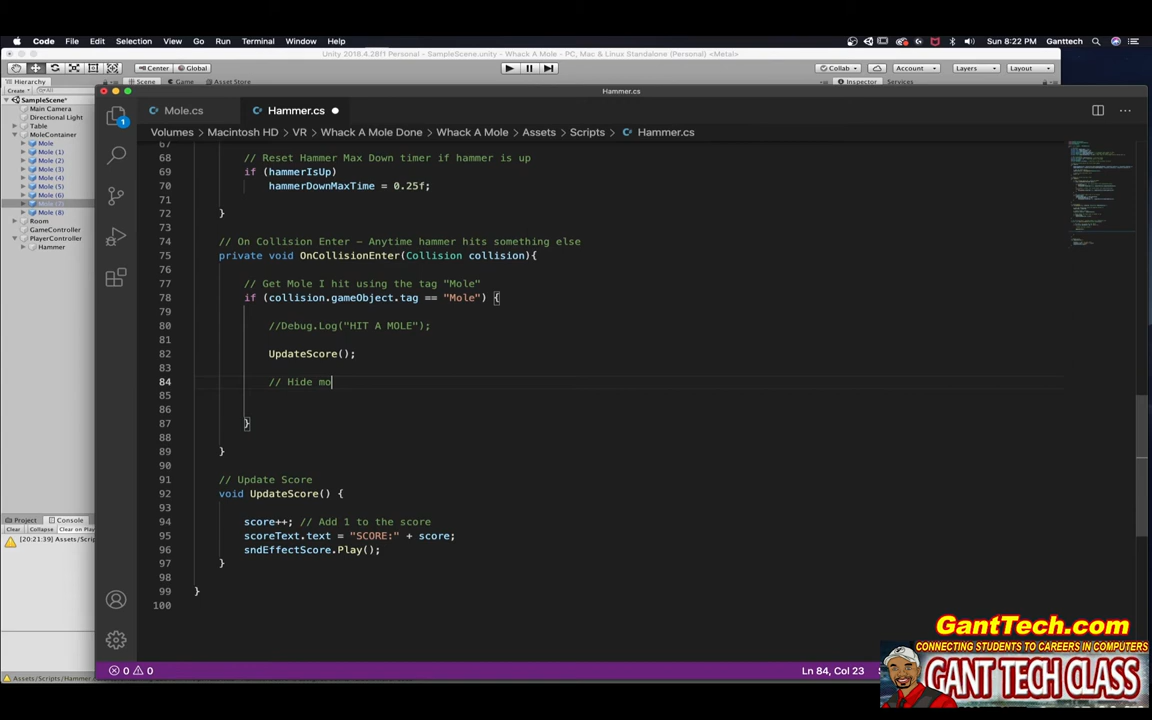 Code File Edit Selection View Go Run Terminal Window Help Sun 8:22 PM Ganttech
Unity 2018.4.28f1 Personal - SampleScene.unity - Whack A Mole - PC, Mac & Linux Standalone (Personal) <Metal>
Center Global Collab Account Layers Layout
Hierarchy Scene Game Asset Store Inspector Services
Create All
SampleScene*
Main Camera
Directional Light
Table
MoleContainer
Mole
Mole (1)
Mole (2)
Mole (3)
Mole (4)
Mole (5)
Mole (6)
Mole (7)
Mole (8)
Room
GameController
PlayerController
Hammer
Project Console
Clear Collapse Clear on Play
[20:21:39] Assets/Scrip
Assets/Scripts/Hammer.c
Hammer.cs
1
Mole.cs Hammer.cs
Volumes > Macintosh HD > VR > Whack A Mole Done > Whack A Mole > Assets > Scripts > Hammer.cs
67
68 // Reset Hammer Max Down timer if hammer is up
69 if (hammerIsUp)
70 hammerDownMaxTime = 0.25f;
71
72 }
73
74 // On Collision Enter – Anytime hammer hits something else
75 private void OnCollisionEnter(Collision collision){
76
77 // Get Mole I hit using the tag "Mole"
78 if (collision.gameObject.tag == "Mole") {
79
80 //Debug.Log("HIT A MOLE");
81
82 UpdateScore();
83
84 // Hide mo
85
86
87 }
88
89 }
90
91 // Update Score
92 void UpdateScore() {
93
94 score++; // Add 1 to the score
95 scoreText.text = "SCORE:" + score;
96 sndEffectScore.Play();
97 }
98
99 }
100
0 0 Ln 84, Col 23
GantTech.com
CONNECTING STUDENTS TO CAREERS IN COMPUTERS
GANT TECH CLASS